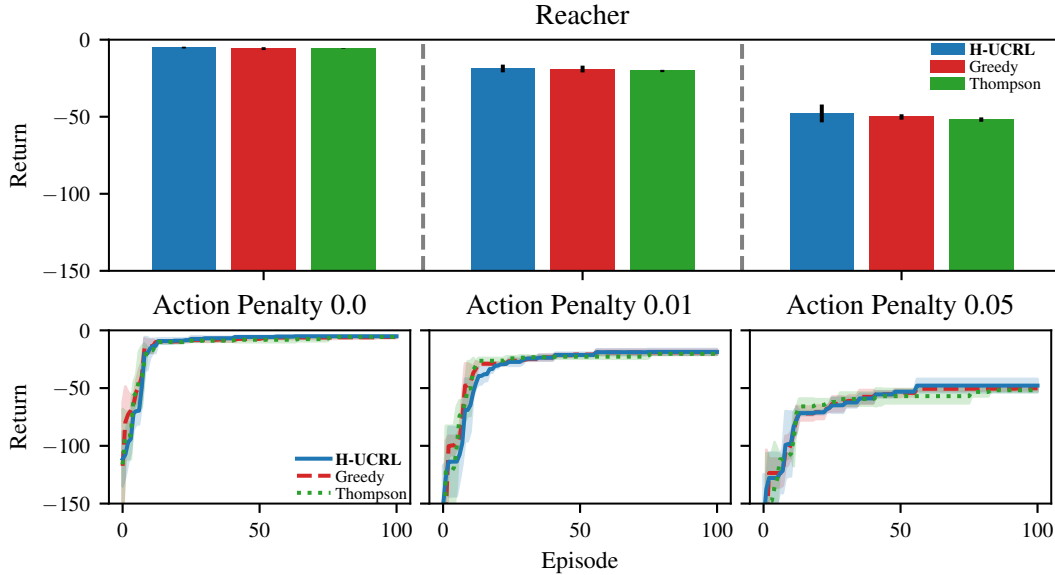 Reacher
0
−50
−100
−150
Return
H-UCRL
Greedy
Thompson
Action Penalty 0.0
Action Penalty 0.01
Action Penalty 0.05
0
−50
−100
−150
Return
H-UCRL
Greedy
Thompson
0 50 100
0 50 100
0 50 100
Episode